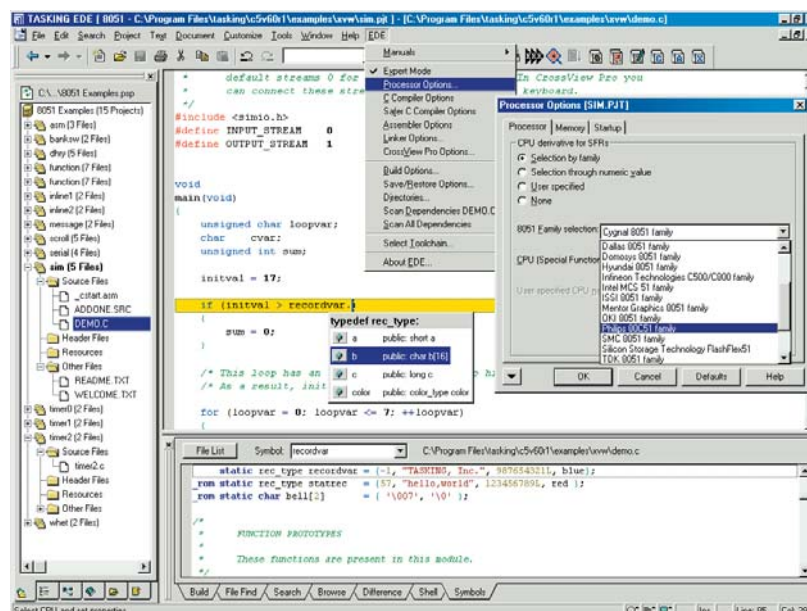 TASKING EDE [ 8051 - C:\Program Files\tasking\c5v60r1\examples\xvw\sim.pjt ] - [C:\Program Files\tasking\c5v60r1\examples\xvw\demo.c]
File Edit Search Project Text Document Customize Tools Window Help EDE
C:\...\8051 Examples.psp
8051 Examples (15 Projects)
asm (3 Files)
banksw (2 Files)
dhry (5 Files)
function (7 Files)
function (7 Files)
inline1 (2 Files)
inline2 (2 Files)
message (2 Files)
scroll (5 Files)
serial (4 Files)
sim (5 Files)
Source Files
_cstart.asm
ADDONE.SRC
DEMO.C
Header Files
Resources
Other Files
README.TXT
WELCOME.TXT
timer0 (2 Files)
timer1 (2 Files)
timer2 (2 Files)
Source Files
timer2.c
Header Files
Resources
Other Files
whet (2 Files)
* default streams 0 for
* can connect these stre
*/
In CrossView Pro you
keyboard.
#include <simio.h>
#define INPUT_STREAM 0
#define OUTPUT_STREAM 1
void
main(void)
{
unsigned char loopvar;
char cvar;
unsigned int sum;
initval = 17;
if (initval > recordvar.
{
sum = 0;
}
/* This loop has an
/* As a result, init
for (loopvar = 0; loopvar <= 7; ++loopvar)
{
typedef rec_type:
a public: short a
b public: char b[16]
c public: long c
color public: color_type color
Manuals
Expert Mode
Processor Options...
C Compiler Options
Safer C Compiler Options
Assembler Options
Linker Options...
CrossView Pro Options...
Build Options...
Save/Restore Options...
Directories...
Scan Dependencies DEMO.C
Scan All Dependencies
Select Toolchain...
About EDE...
Processor Options [SIM.PJT]
Processor Memory Startup
CPU derivative for SFRs
Selection by family
Selection through numeric value
User specified
None
8051 Family selection:
Cygnal 8051 family
CPU (Special Function
User specified CPU
Dallas 8051 family
Domosys 8051 family
Hyundai 8051 family
Infineon Technologies C500/C800 family
Intel MCS 51 family
ISSI 8051 family
Mentor Graphics 8051 family
OKI 8051 family
Philips 80C51 family
SMC 8051 family
Silicon Storage Technology FlashFlex51
TDK 8051 family
OK Cancel Defaults Help
File List Symbol: recordvar C:\Program Files\tasking\c5v60r1\examples\xvw\demo.c
static rec_type recordvar = {-1, "TASKING, Inc.", 987654321L, blue};
_rom static rec_type statrec = {57, "hello,world", 123456789L, red };
_rom static char bell[2] = { '\007', '\0' };
/*
* FUNCTION PROTOTYPES
*
* These functions are present in this module.
*/
Build File Find Search Browse Difference Shell Symbols
Select CPU and set properties
Ins Line: 95